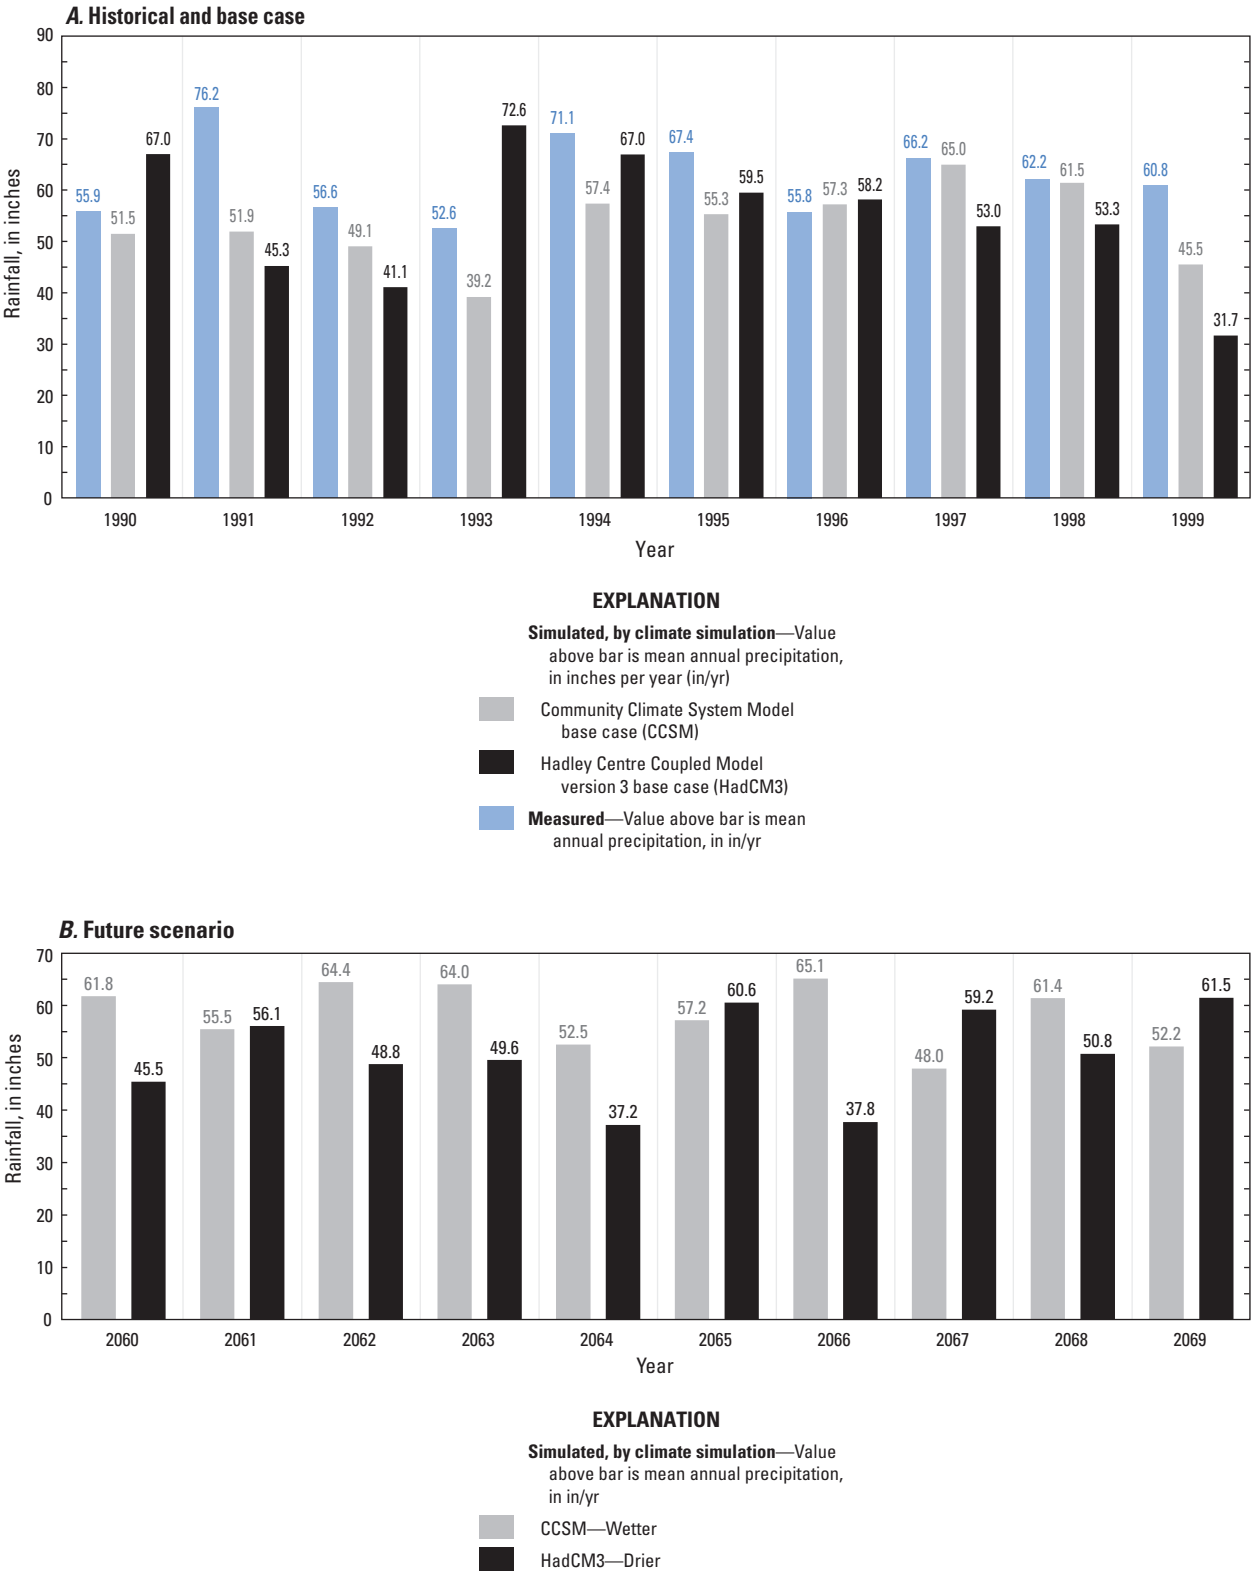 A. Historical and base case
90
80
70
60
50
40
30
20
10
0
Rainfall, in inches
55.9 51.5 67.0
76.2 51.9 45.3
56.6 49.1 41.1
52.6 39.2 72.6
71.1 57.4 67.0
67.4 55.3 59.5
55.8 57.3 58.2
66.2 65.0 53.0
62.2 61.5 53.3
60.8 45.5 31.7
1990 1991 1992 1993 1994 1995 1996 1997 1998 1999
Year
EXPLANATION
Simulated, by climate simulation—Value
above bar is mean annual precipitation,
in inches per year (in/yr)
Community Climate System Model
base case (CCSM)
Hadley Centre Coupled Model
version 3 base case (HadCM3)
Measured—Value above bar is mean
annual precipitation, in in/yr
B. Future scenario
70
60
50
40
30
20
10
0
Rainfall, in inches
61.8 45.5
55.5 56.1
64.4 48.8
64.0 49.6
52.5 37.2
57.2 60.6
65.1 37.8
48.0 59.2
61.4 50.8
52.2 61.5
2060 2061 2062 2063 2064 2065 2066 2067 2068 2069
Year
EXPLANATION
Simulated, by climate simulation—Value
above bar is mean annual precipitation,
in in/yr
CCSM—Wetter
HadCM3—Drier